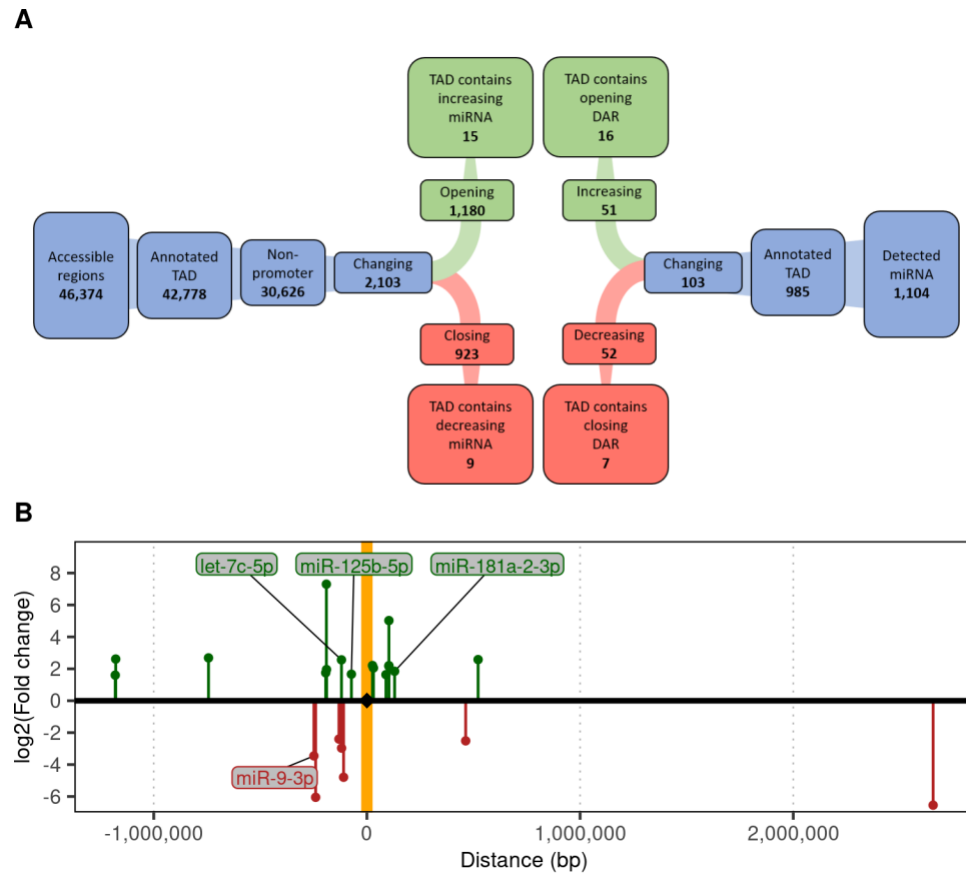 A
TAD contains
increasing
miRNA
15
TAD contains
opening
DAR
16
Opening
1,180
Increasing
51
Accessible
regions
46,374
Annotated
TAD
42,778
Non-
promoter
30,626
Changing
2,103
Changing
103
Annotated
TAD
985
Detected
miRNA
1,104
Closing
923
Decreasing
52
TAD contains
decreasing
miRNA
9
TAD contains
closing
DAR
7
B
log2(Fold change)
8
6
4
2
0
-2
-4
-6
let-7c-5p
miR-125b-5p
miR-181a-2-3p
miR-9-3p
-1,000,000
0
1,000,000
2,000,000
Distance (bp)